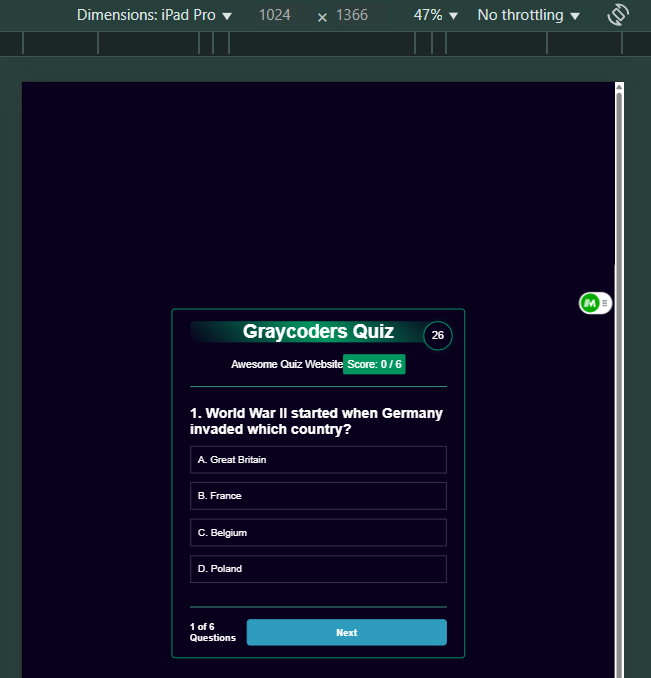 Dimensions: iPad Pro ▼ 1024 × 1366 47% ▼ No throttling ▼
Graycoders Quiz 26
Awesome Quiz Website Score: 0 / 6
1. World War II started when Germany
invaded which country?
A. Great Britain
B. France
C. Belgium
D. Poland
1 of 6
Questions
Next